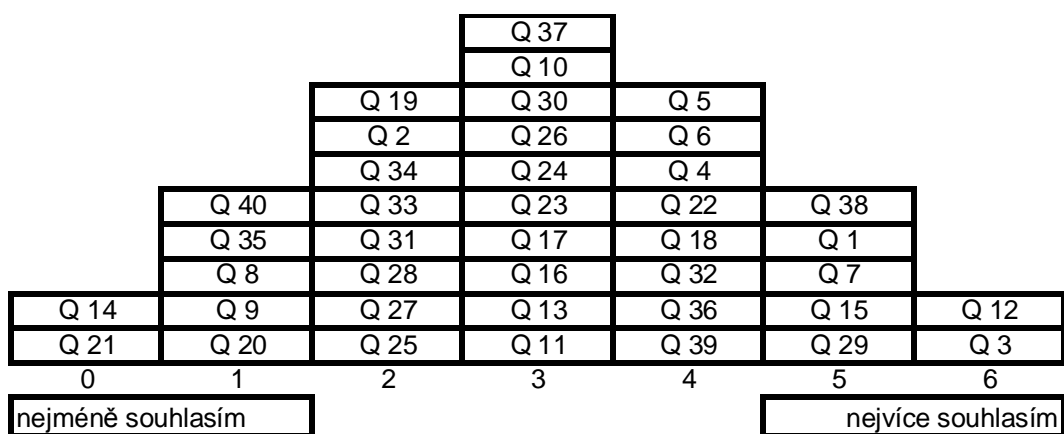 Q 37
Q 10
Q 19 Q 30 Q 5
Q 2 Q 26 Q 6
Q 34 Q 24 Q 4
Q 40 Q 33 Q 23 Q 22 Q 38
Q 35 Q 31 Q 17 Q 18 Q 1
Q 8 Q 28 Q 16 Q 32 Q 7
Q 14 Q 9 Q 27 Q 13 Q 36 Q 15 Q 12
Q 21 Q 20 Q 25 Q 11 Q 39 Q 29 Q 3
0 1 2 3 4 5 6
nejméně souhlasím nejvíce souhlasím